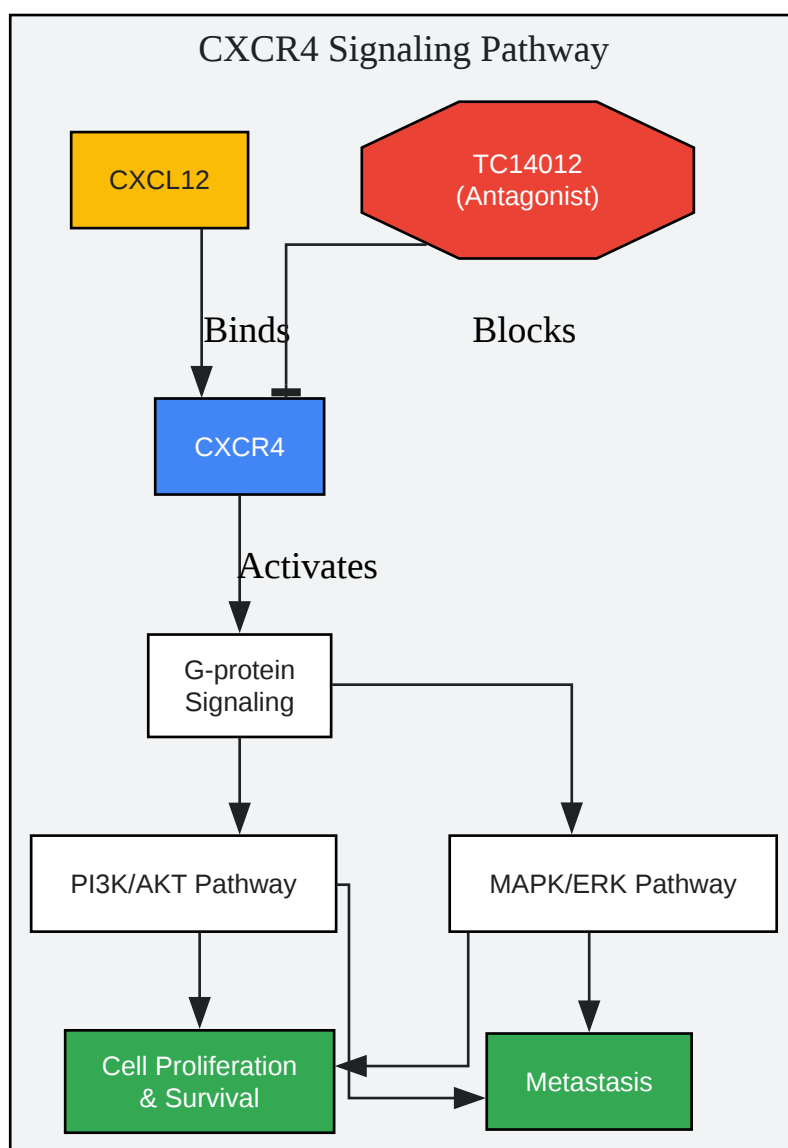 CXCR4 Signaling Pathway
CXCL12
TC14012
(Antagonist)
Binds
Blocks
CXCR4
Activates
G-protein
Signaling
PI3K/AKT Pathway
MAPK/ERK Pathway
Cell Proliferation
& Survival
Metastasis